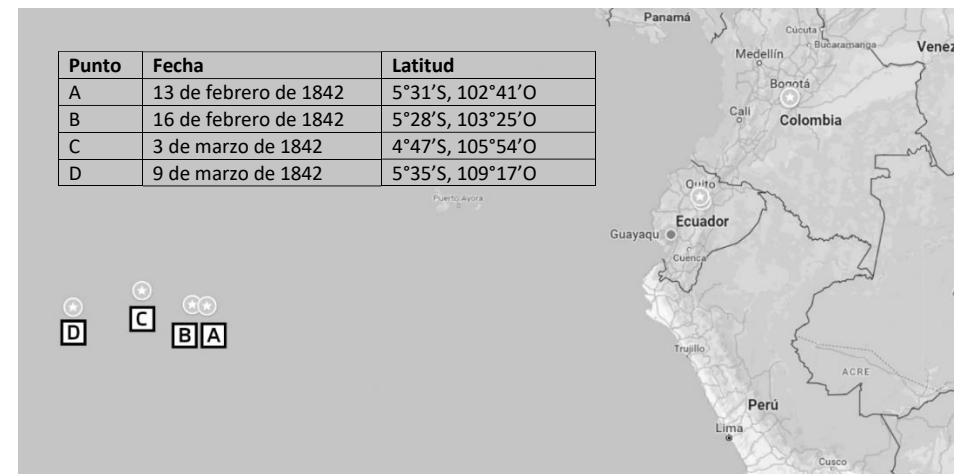 Punto Fecha Latitud
A 13 de febrero de 1842 5°31’S, 102°41’O
B 16 de febrero de 1842 5°28’S, 103°25’O
C 3 de marzo de 1842 4°47’S, 105°54’O
D 9 de marzo de 1842 5°35’S, 109°17’O
Panamá
Cúcuta
Bucaramanga
Venez
Medellín
Bogotá
Cali
Colombia
Quito
Puerto Ayora
Ecuador
Guayaqu
Cuenca
D
C
B
A
Trujillo
ACRE
Perú
Lima
Cusco